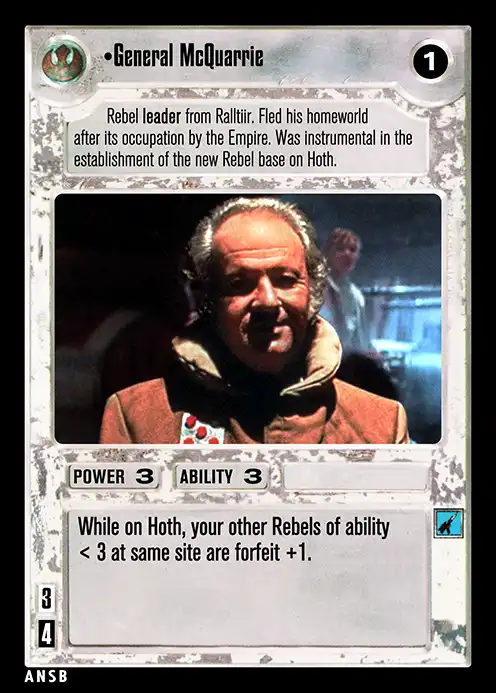 •General McQuarrie
1
Rebel leader from Ralltiir. Fled his homeworld
after its occupation by the Empire. Was instrumental in the
establishment of the new Rebel base on Hoth.
POWER 3 ABILITY 3
While on Hoth, your other Rebels of ability
< 3 at same site are forfeit +1.
3
4
ANSB